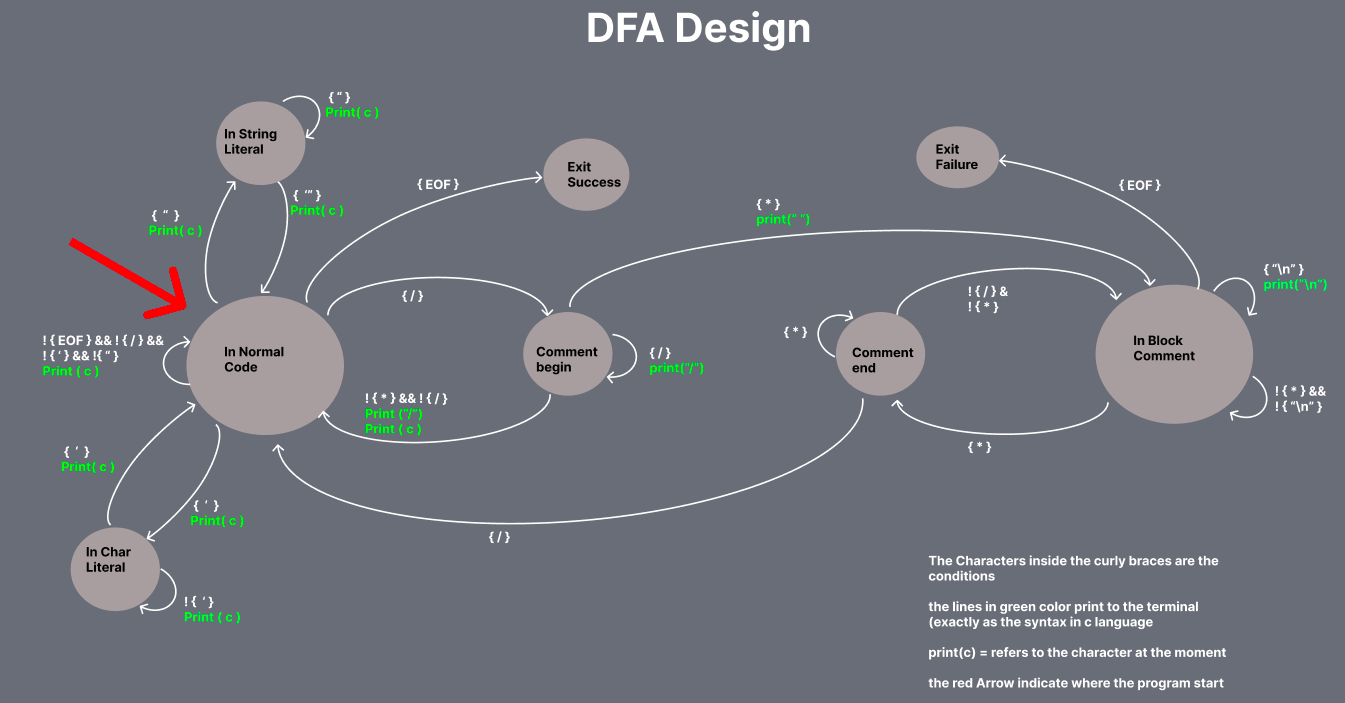 DFA Design
{ “ }
Print( c )
In String
Literal
Exit
Success
Exit
Failure
{ EOF }
{ EOF }
{ ‘” }
Print( c )
{ “ }
Print( c )
{ * }
print(“ “)
{ “\n” }
print(“\n”)
{ / }
! { / } &
! { * }
{ * }
! { EOF } && ! { / } &&
! { ‘ } && !{ “ }
Print ( c )
In Normal
Code
Comment
begin
{ / }
print(“/”)
Comment
end
In Block
Comment
! { * } &&
! { “\n” }
! { * } && ! { / }
Print (“/”)
Print ( c )
{ * }
{ ‘ }
Print( c )
{ ‘ }
Print( c )
{ / }
In Char
Literal
! { ‘ }
Print ( c )
The Characters inside the curly braces are the
conditions
the lines in green color print to the terminal
(exactly as the syntax in c language
print(c) = refers to the character at the moment
the red Arrow indicate where the program start